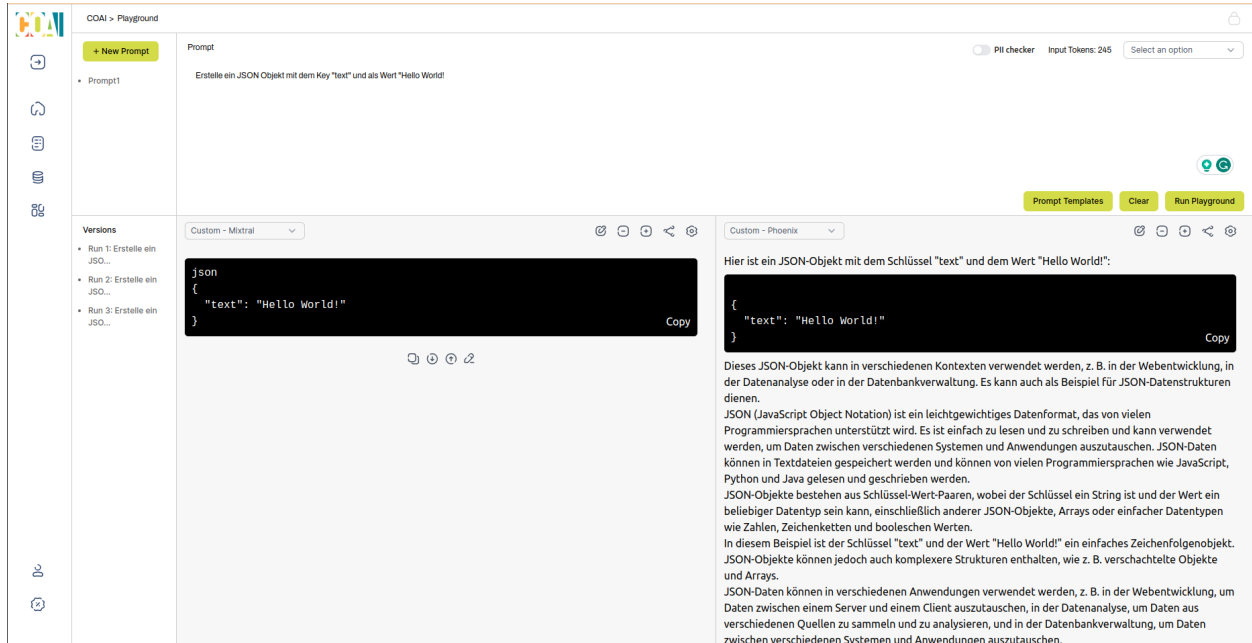 COAI
COAI > Playground
+ New Prompt
Prompt1
Prompt
PII checker
Input Tokens: 245
Select an option
Erstelle ein JSON Objekt mit dem Key "text" und als Wert "Hello World!
Prompt Templates
Clear
Run Playground
Versions
Run 1: Erstelle ein
JSO...
Run 2: Erstelle ein
JSO...
Run 3: Erstelle ein
JSO...
Custom - Mixtral
json
{
"text": "Hello World!"
}
Copy
Custom - Phoenix
Hier ist ein JSON-Objekt mit dem Schlüssel "text" und dem Wert "Hello World!":
{
"text": "Hello World!"
}
Copy
Dieses JSON-Objekt kann in verschiedenen Kontexten verwendet werden, z. B. in der Webentwicklung, in
der Datenanalyse oder in der Datenbankverwaltung. Es kann auch als Beispiel für JSON-Datenstrukturen
dienen.
JSON (JavaScript Object Notation) ist ein leichtgewichtiges Datenformat, das von vielen
Programmiersprachen unterstützt wird. Es ist einfach zu lesen und zu schreiben und kann verwendet
werden, um Daten zwischen verschiedenen Systemen und Anwendungen auszutauschen. JSON-Daten
können in Textdateien gespeichert werden und können von vielen Programmiersprachen wie JavaScript,
Python und Java gelesen und geschrieben werden.
JSON-Objekte bestehen aus Schlüssel-Wert-Paaren, wobei der Schlüssel ein String ist und der Wert ein
beliebiger Datentyp sein kann, einschließlich anderer JSON-Objekte, Arrays oder einfacher Datentypen
wie Zahlen, Zeichenketten und booleschen Werten.
In diesem Beispiel ist der Schlüssel "text" und der Wert "Hello World!" ein einfaches Zeichenfolgenobjekt.
JSON-Objekte können jedoch auch komplexere Strukturen enthalten, wie z. B. verschachtelte Objekte
und Arrays.
JSON-Daten können in verschiedenen Anwendungen verwendet werden, z. B. in der Webentwicklung, um
Daten zwischen einem Server und einem Client auszutauschen, in der Datenanalyse, um Daten aus
verschiedenen Quellen zu sammeln und zu analysieren, und in der Datenbankverwaltung, um Daten
zwischen verschiedenen Systemen und Anwendungen auszutauschen.